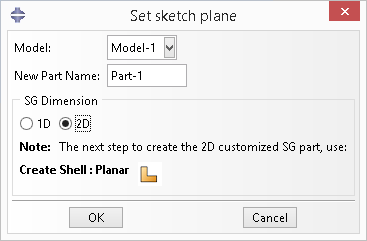 Set sketch plane
Model: Model-1
New Part Name: Part-1
SG Dimension
1D 2D
Note: The next step to create the 2D customized SG part, use:
Create Shell : Planar
OK Cancel